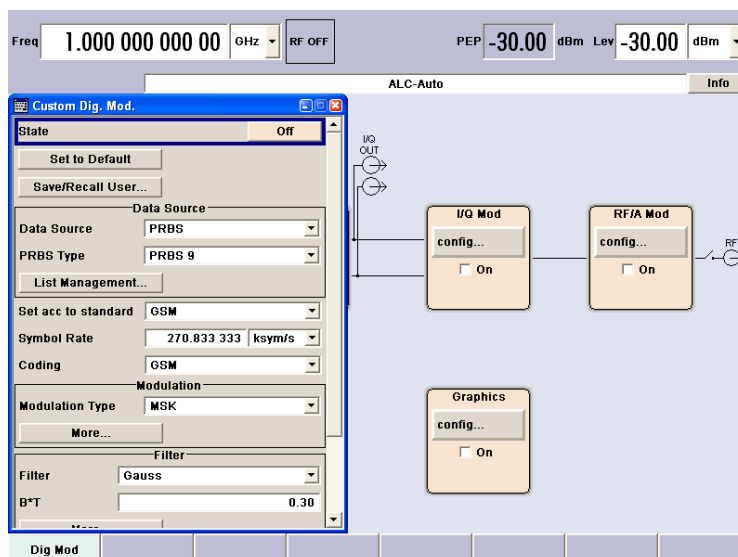 Freq 1.000 000 000 00 GHz RF OFF PEP -30.00 dBm Lev -30.00 dBm
ALC-Auto Info
Custom Dig. Mod.
State Off
Set to Default
Save/Recall User...
Data Source
Data Source PRBS
PRBS Type PRBS 9
List Management...
Set acc to standard GSM
Symbol Rate 270.833 333 ksym/s
Coding GSM
Modulation
Modulation Type MSK
More...
Filter
Filter Gauss
B*T 0.30
I/Q
OUT
I/Q Mod
config...
On
RF/A Mod
config...
On
RF
Graphics
config...
On
Dig Mod